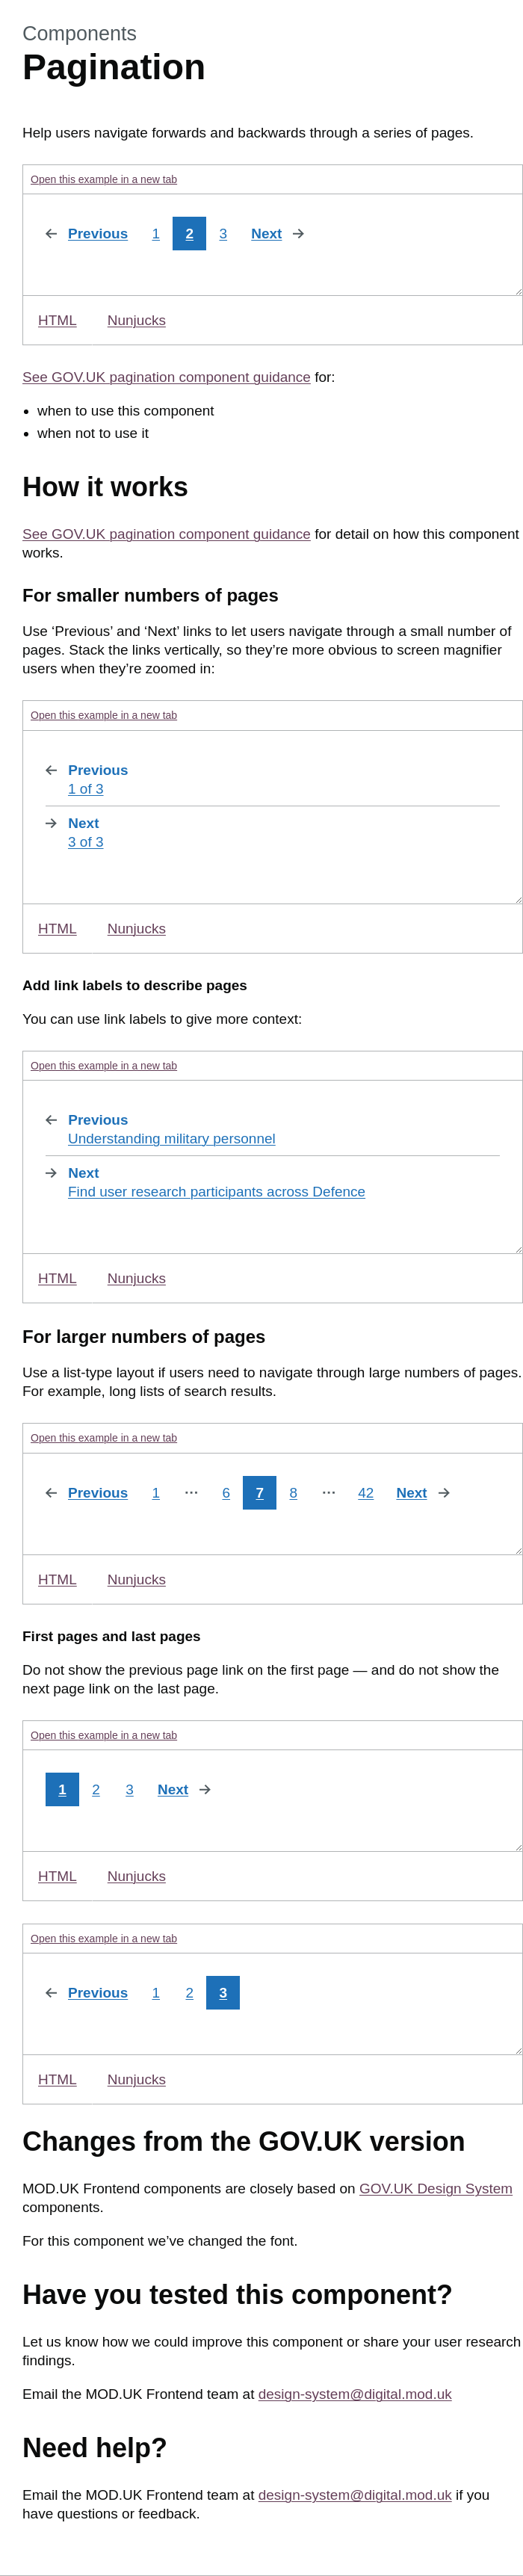 Components
Pagination
Help users navigate forwards and backwards through a series of pages.
Open this example in a new tab
Previous 1 2 3 Next
HTML Nunjucks
See GOV.UK pagination component guidance for:
when to use this component
when not to use it
How it works
See GOV.UK pagination component guidance for detail on how this component
works.
For smaller numbers of pages
Use ‘Previous’ and ‘Next’ links to let users navigate through a small number of
pages. Stack the links vertically, so they’re more obvious to screen magnifier
users when they’re zoomed in:
Open this example in a new tab
Previous
1 of 3
Next
3 of 3
HTML Nunjucks
Add link labels to describe pages
You can use link labels to give more context:
Open this example in a new tab
Previous
Understanding military personnel
Next
Find user research participants across Defence
HTML Nunjucks
For larger numbers of pages
Use a list-type layout if users need to navigate through large numbers of pages.
For example, long lists of search results.
Open this example in a new tab
Previous 1 ⋯ 6 7 8 ⋯ 42 Next
HTML Nunjucks
First pages and last pages
Do not show the previous page link on the first page — and do not show the
next page link on the last page.
Open this example in a new tab
1 2 3 Next
HTML Nunjucks
Open this example in a new tab
Previous 1 2 3
HTML Nunjucks
Changes from the GOV.UK version
MOD.UK Frontend components are closely based on GOV.UK Design System
components.
For this component we’ve changed the font.
Have you tested this component?
Let us know how we could improve this component or share your user research
findings.
Email the MOD.UK Frontend team at design-system@digital.mod.uk
Need help?
Email the MOD.UK Frontend team at design-system@digital.mod.uk if you
have questions or feedback.